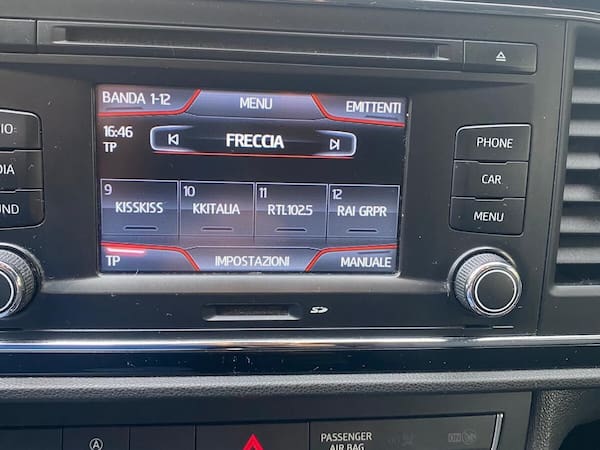 BANDA 1-12 MENU EMITTENTI
16:46
TP
FRECCIA
9 10 11 12
KISSKISS KKITALIA RTL102.5 RAI GRPR
TP IMPOSTAZIONI MANUALE
PHONE
CAR
MENU
SD
A
PASSENGER
AIR BAG